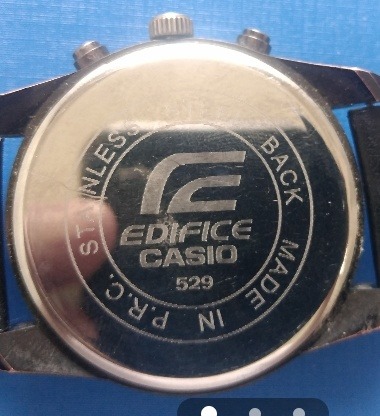 STAINLESS BACK MADE IN P.R.C.
EDIFICE
CASIO
529